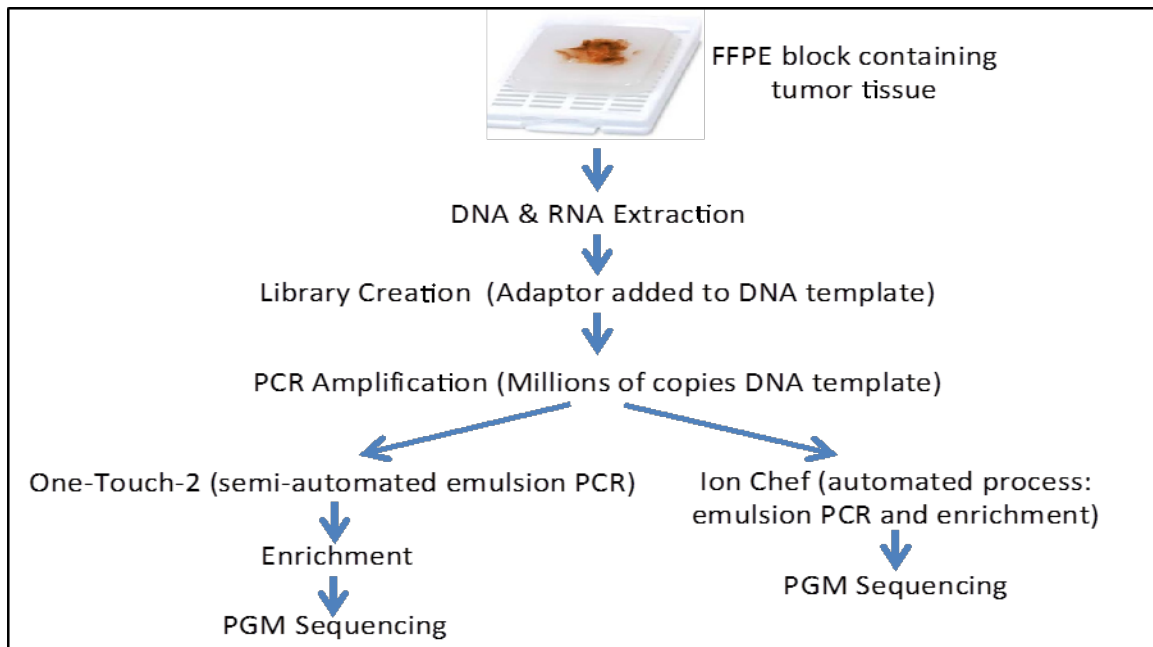 FFPE block containing
tumor tissue
DNA & RNA Extraction
Library Creation (Adaptor added to DNA template)
PCR Amplification (Millions of copies DNA template)
One-Touch-2 (semi-automated emulsion PCR)
Enrichment
PGM Sequencing
Ion Chef (automated process:
emulsion PCR and enrichment)
PGM Sequencing